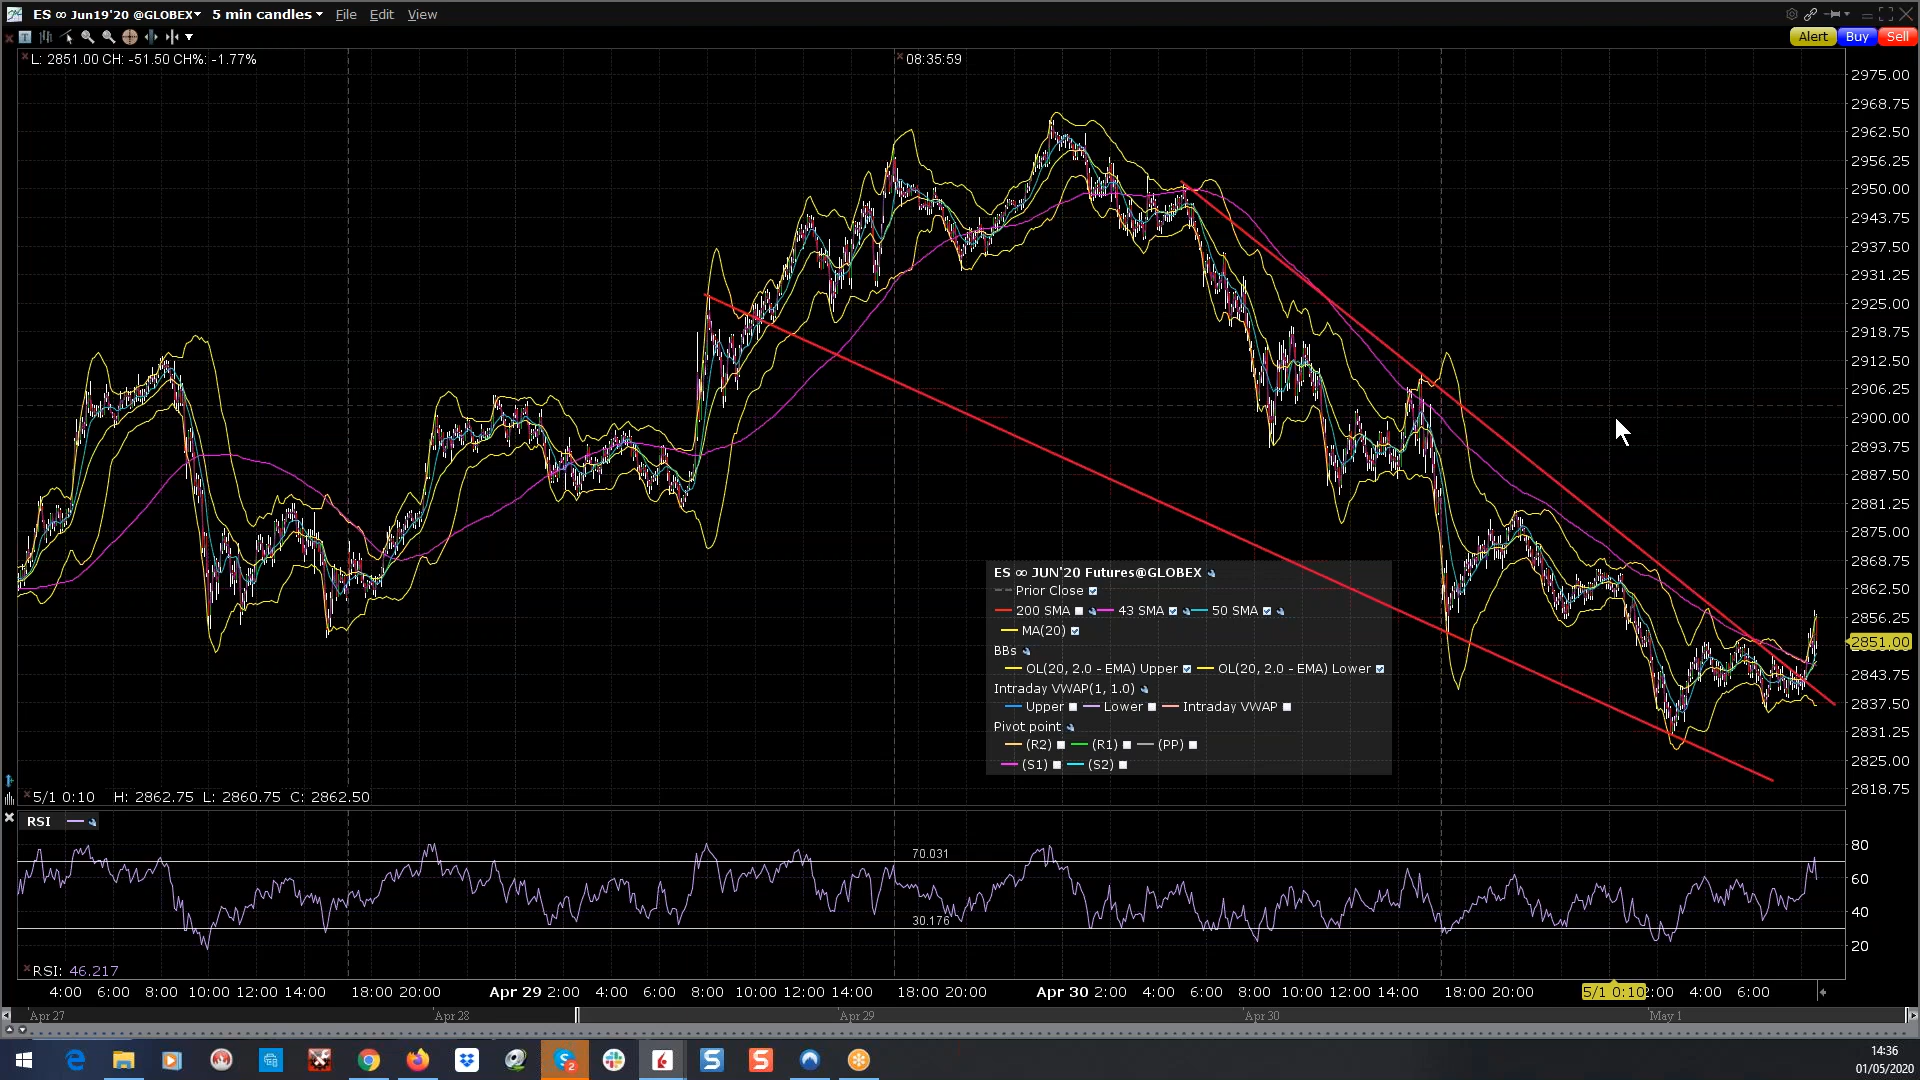 ES ∞ Jun19'20 @GLOBEX 5 min candles File Edit View
Alert Buy Sell
L: 2851.00 CH: -51.50 CH%: -1.77%
08:35:59
2975.00
2968.75
2962.50
2956.25
2950.00
2943.75
2937.50
2931.25
2925.00
2918.75
2912.50
2906.25
2900.00
2893.75
2887.50
2881.25
2875.00
2868.75
2862.50
2856.25
2851.00
2843.75
2837.50
2831.25
2825.00
2818.75
ES ∞ JUN'20 Futures@GLOBEX
Prior Close
200 SMA 43 SMA 50 SMA
MA(20)
BBs
OL(20, 2.0 - EMA) Upper OL(20, 2.0 - EMA) Lower
Intraday VWAP(1, 1.0)
Upper Lower Intraday VWAP
Pivot point
(R2) (R1) (PP)
(S1) (S2)
5/1 0:10 H: 2862.75 L: 2860.75 C: 2862.50
RSI
70.031
30.176
80
60
40
20
RSI: 46.217
4:00 6:00 8:00 10:00 12:00 14:00 18:00 20:00 Apr 29 2:00 4:00 6:00 8:00 10:00 12:00 14:00 18:00 20:00 Apr 30 2:00 4:00 6:00 8:00 10:00 12:00 14:00 18:00 20:00 5/1 0:10 2:00 4:00 6:00
Apr 27 Apr 28 Apr 29 Apr 30 May 1
14:36
01/05/2020